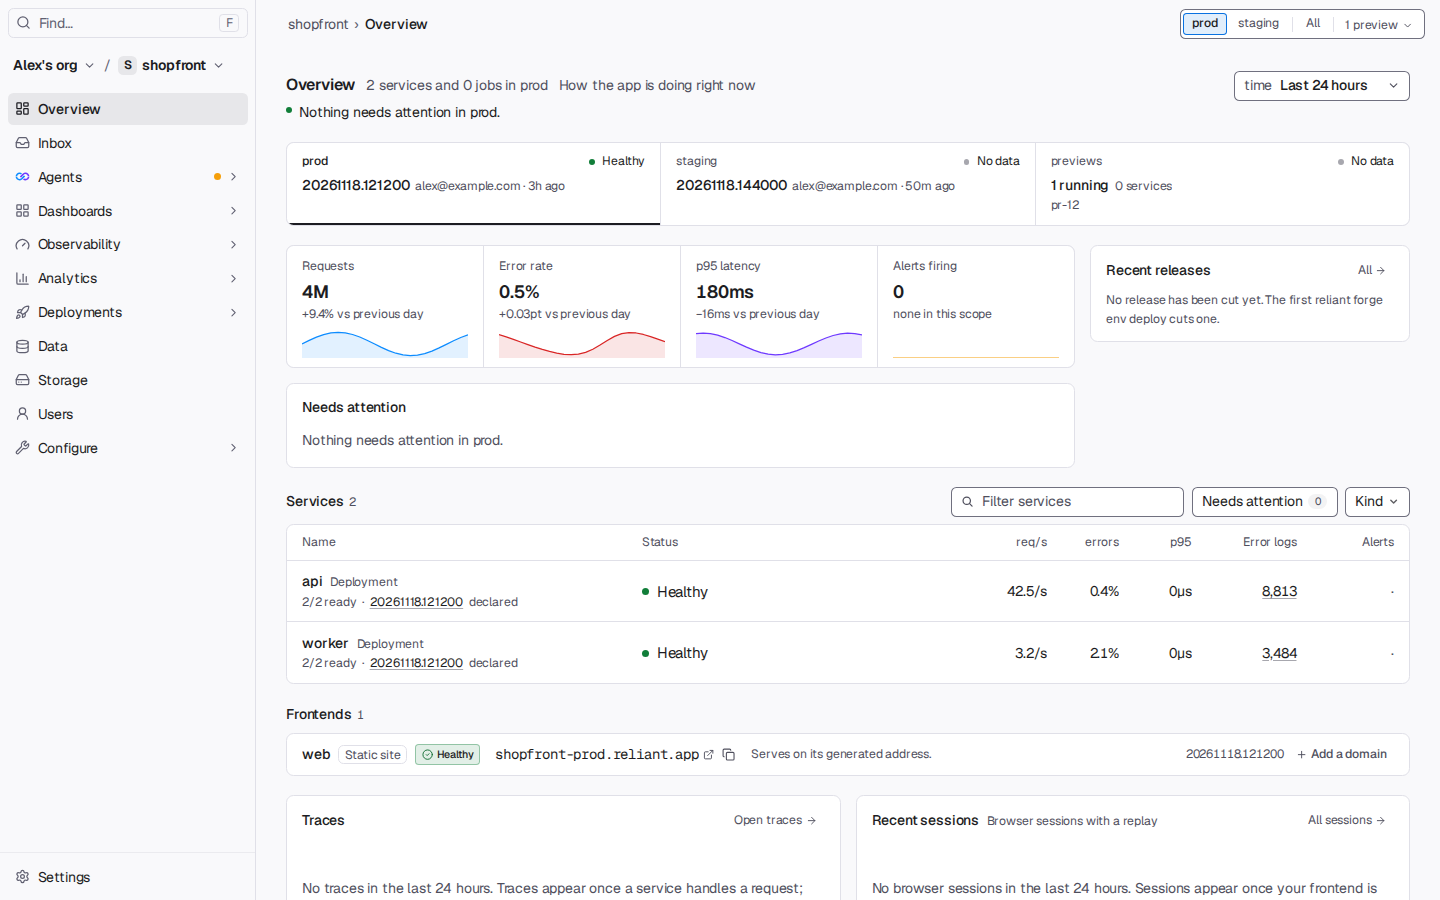 Find...
F
Alex's org / S shopfront
Overview
Inbox
Agents
Dashboards
Observability
Analytics
Deployments
Data
Storage
Users
Configure
Settings
shopfront › Overview
prod staging All 1 preview
Overview 2 services and 0 jobs in prod How the app is doing right now
time Last 24 hours
Nothing needs attention in prod.
prod Healthy
20261118.121200 alex@example.com · 3h ago
staging No data
20261118.144000 alex@example.com · 50m ago
previews No data
1 running 0 services
pr-12
Requests
4M
+9.4% vs previous day
Error rate
0.5%
+0.03pt vs previous day
p95 latency
180ms
−16ms vs previous day
Alerts firing
0
none in this scope
Recent releases All →
No release has been cut yet. The first reliant forge
env deploy cuts one.
Needs attention
Nothing needs attention in prod.
Services 2
Filter services
Needs attention 0
Kind
Name Status req/s errors p95 Error logs Alerts
api Deployment
2/2 ready · 20261118.121200 declared
Healthy 42.5/s 0.4% 0µs 8,813 ·
worker Deployment
2/2 ready · 20261118.121200 declared
Healthy 3.2/s 2.1% 0µs 3,484 ·
Frontends 1
web Static site Healthy shopfront-prod.reliant.app Serves on its generated address. 20261118.121200 + Add a domain
Traces Open traces →
No traces in the last 24 hours. Traces appear once a service handles a request;
Recent sessions Browser sessions with a replay All sessions →
No browser sessions in the last 24 hours. Sessions appear once your frontend is